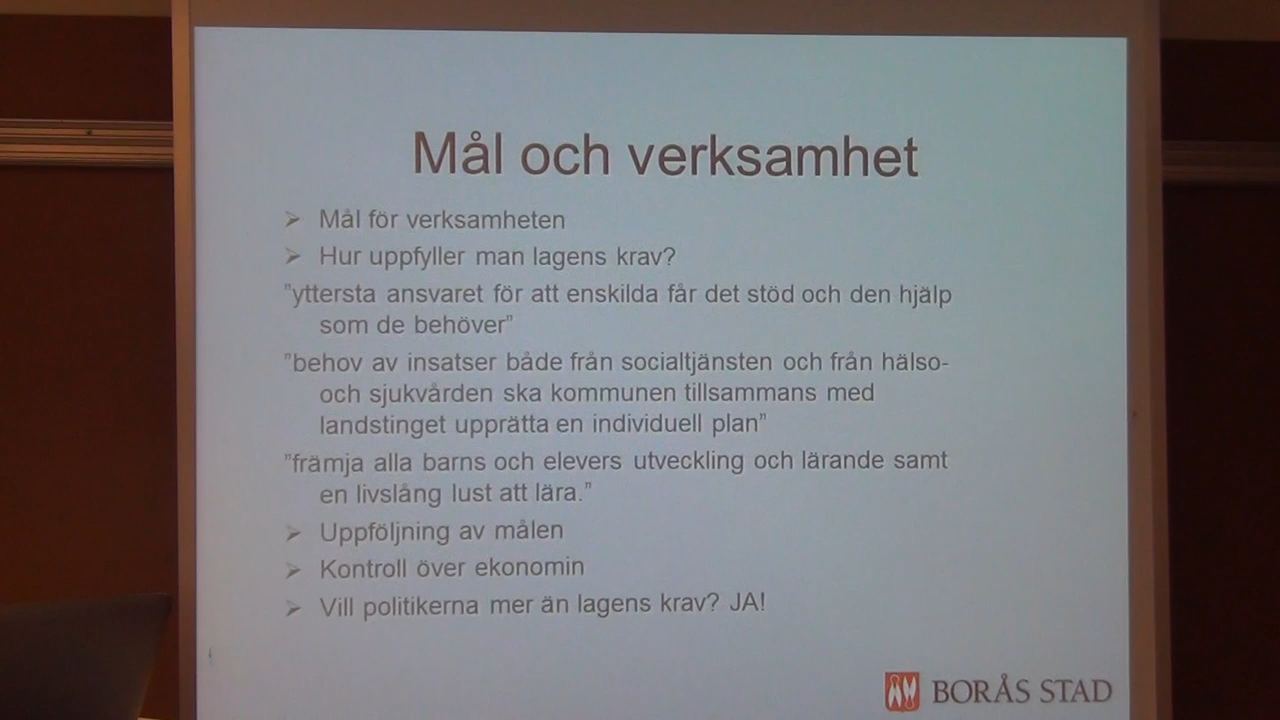 Mål och verksamhet
➢ Mål för verksamheten
➢ Hur uppfyller man lagens krav?
"yttersta ansvaret för att enskilda får det stöd och den hjälp
som de behöver"
"behov av insatser både från socialtjänsten och från hälso-
och sjukvården ska kommunen tillsammans med
landstinget upprätta en individuell plan"
"främja alla barns och elevers utveckling och lärande samt
en livslång lust att lära."
➢ Uppföljning av målen
➢ Kontroll över ekonomin
➢ Vill politikerna mer än lagens krav? JA!
BORÅS STAD